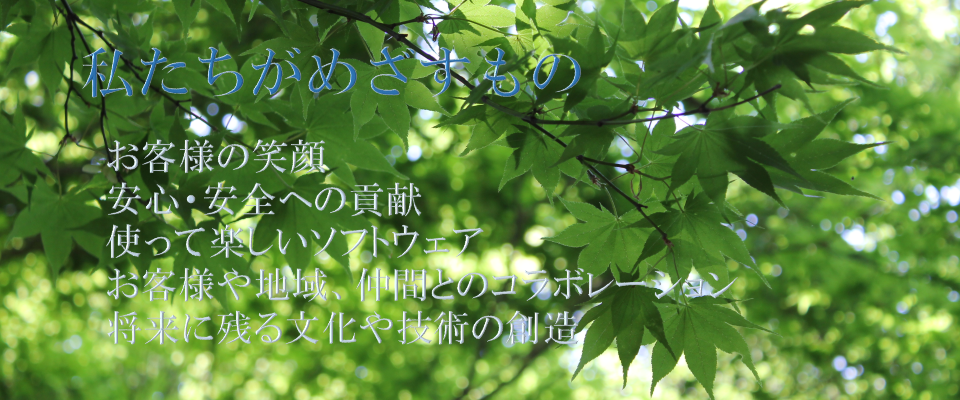 私たちがめざすもの
お客様の笑顔
安心・安全への貢献
使って楽しいソフトウェア
お客様や地域、仲間とのコラボレーション
将来に残る文化や技術の創造